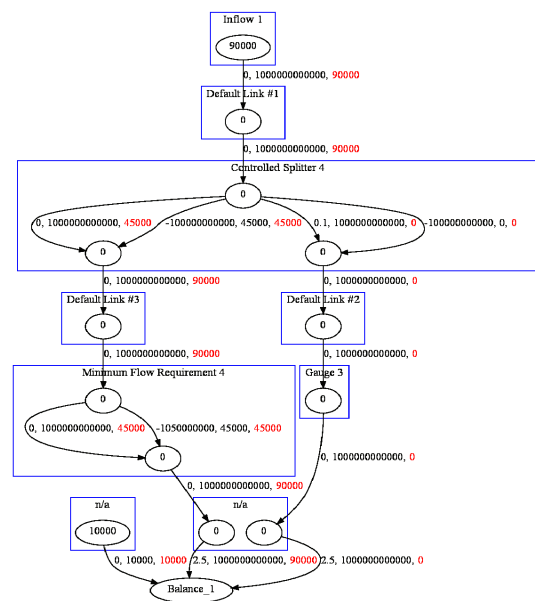 Inflow 1
90000
0, 1000000000000, 90000
Default Link #1
0
0, 1000000000000, 90000
Controlled Splitter 4
0
0, 1000000000000, 45000
-100000000000, 45000, 45000
0.1, 1000000000000, 0
-100000000000, 0, 0
0
0
0, 1000000000000, 90000
0, 1000000000000, 0
Default Link #3
Default Link #2
0
0
0, 1000000000000, 90000
0, 1000000000000, 0
Minimum Flow Requirement 4
Gauge 3
0
0
0, 1000000000000, 45000
-1050000000, 45000, 45000
0
0, 1000000000000, 0
0, 1000000000000, 90000
n/a
n/a
10000
0
0
0, 10000, 10000
2.5, 1000000000000, 90000
2.5, 1000000000000, 0
Balance_1